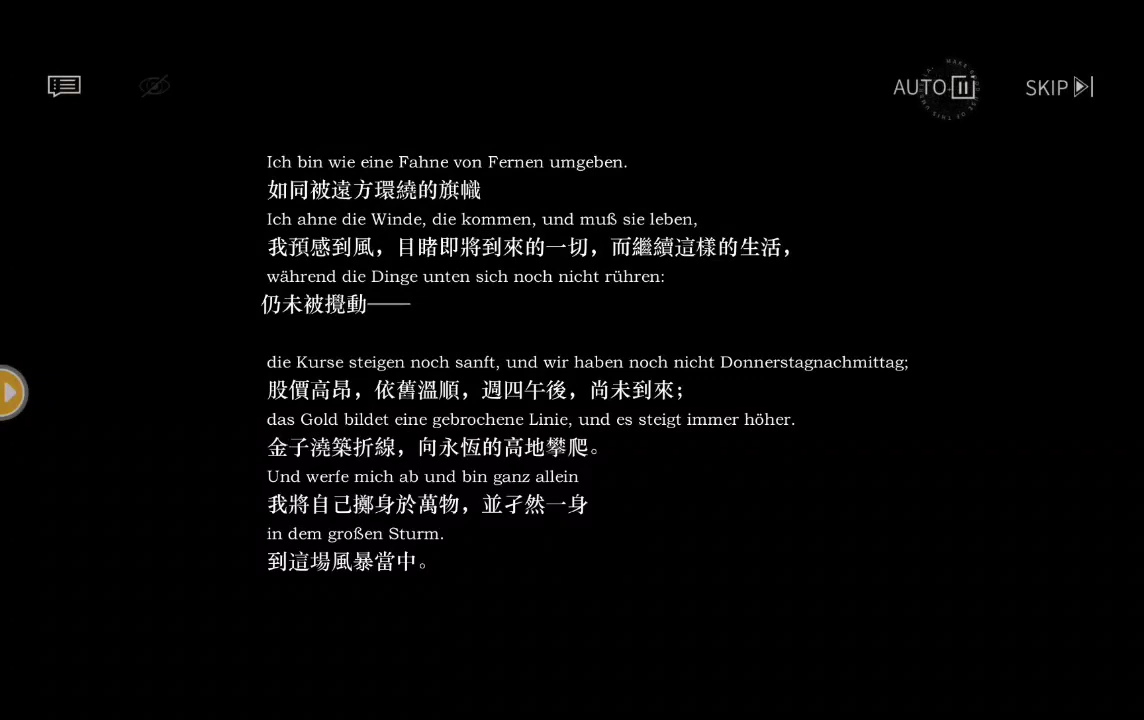 AUTO
SKIP
Ich bin wie eine Fahne von Fernen umgeben.
如同被遠方環繞的旗幟
Ich ahne die Winde, die kommen, und muß sie leben,
我預感到風，目睹即將到來的一切，而繼續這樣的生活，
während die Dinge unten sich noch nicht rühren:
仍未被攪動——
die Kurse steigen noch sanft, und wir haben noch nicht Donnerstagnachmittag;
股價高昂，依舊溫順，週四午後，尚未到來；
das Gold bildet eine gebrochene Linie, und es steigt immer höher.
金子澆築折線，向永恆的高地攀爬。
Und werfe mich ab und bin ganz allein
我將自己擲身於萬物，並孑然一身
in dem großen Sturm.
到這場風暴當中。